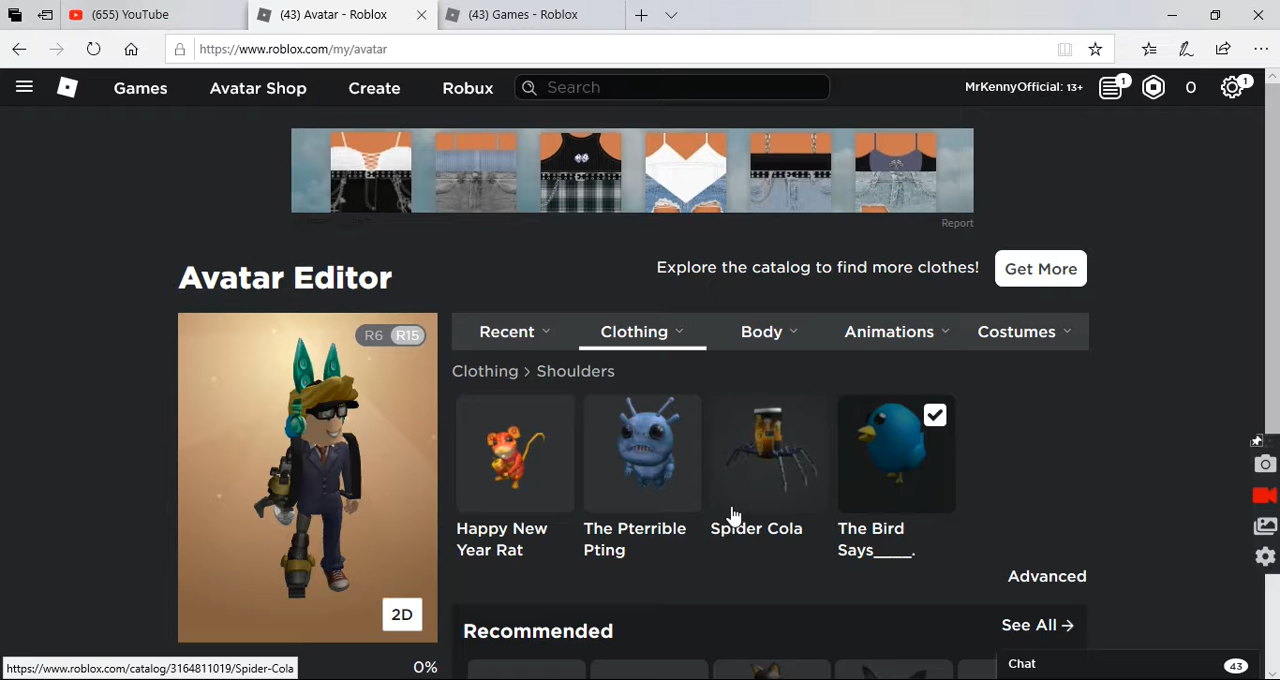 (655) YouTube
(43) Avatar - Roblox
(43) Games - Roblox
https://www.roblox.com/my/avatar
Games
Avatar Shop
Create
Robux
Search
MrKennyOfficial: 13+
1
0
1
Report
Avatar Editor
Explore the catalog to find more clothes!
Get More
R6 R15
Recent
Clothing
Body
Animations
Costumes
Clothing > Shoulders
Happy New Year Rat
The Pterrible Pting
Spider Cola
The Bird Says____.
Advanced
2D
Recommended
See All
https://www.roblox.com/catalog/3164811019/Spider-Cola
0%
Chat
43